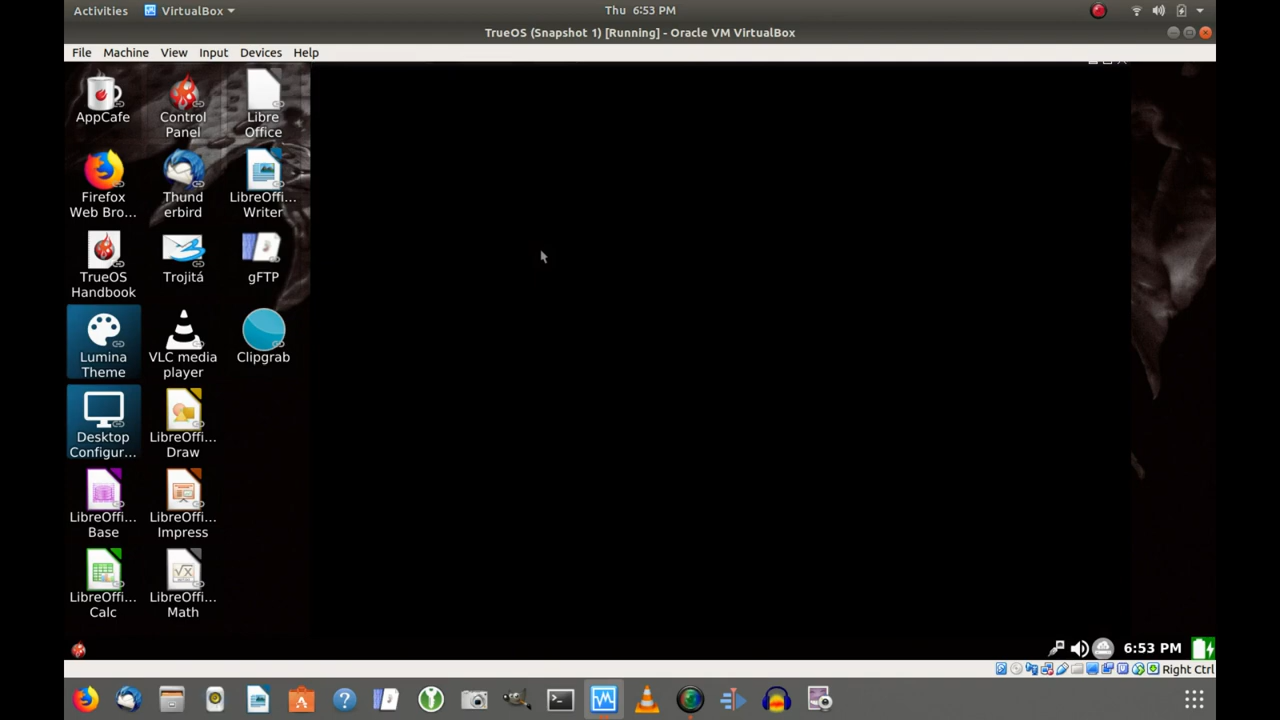 Activities
VirtualBox
Thu 6:53 PM
TrueOS (Snapshot 1) [Running] - Oracle VM VirtualBox
File Machine View Input Devices Help
AppCafe
Control
Panel
Libre
Office
Firefox
Web Bro...
Thund
erbird
LibreOffi...
Writer
TrueOS
Handbook
Trojitá
gFTP
Lumina
Theme
VLC media
player
Clipgrab
Desktop
Configur...
LibreOffi...
Draw
LibreOffi...
Base
LibreOffi...
Impress
LibreOffi...
Calc
LibreOffi...
Math
6:53 PM
Right Ctrl